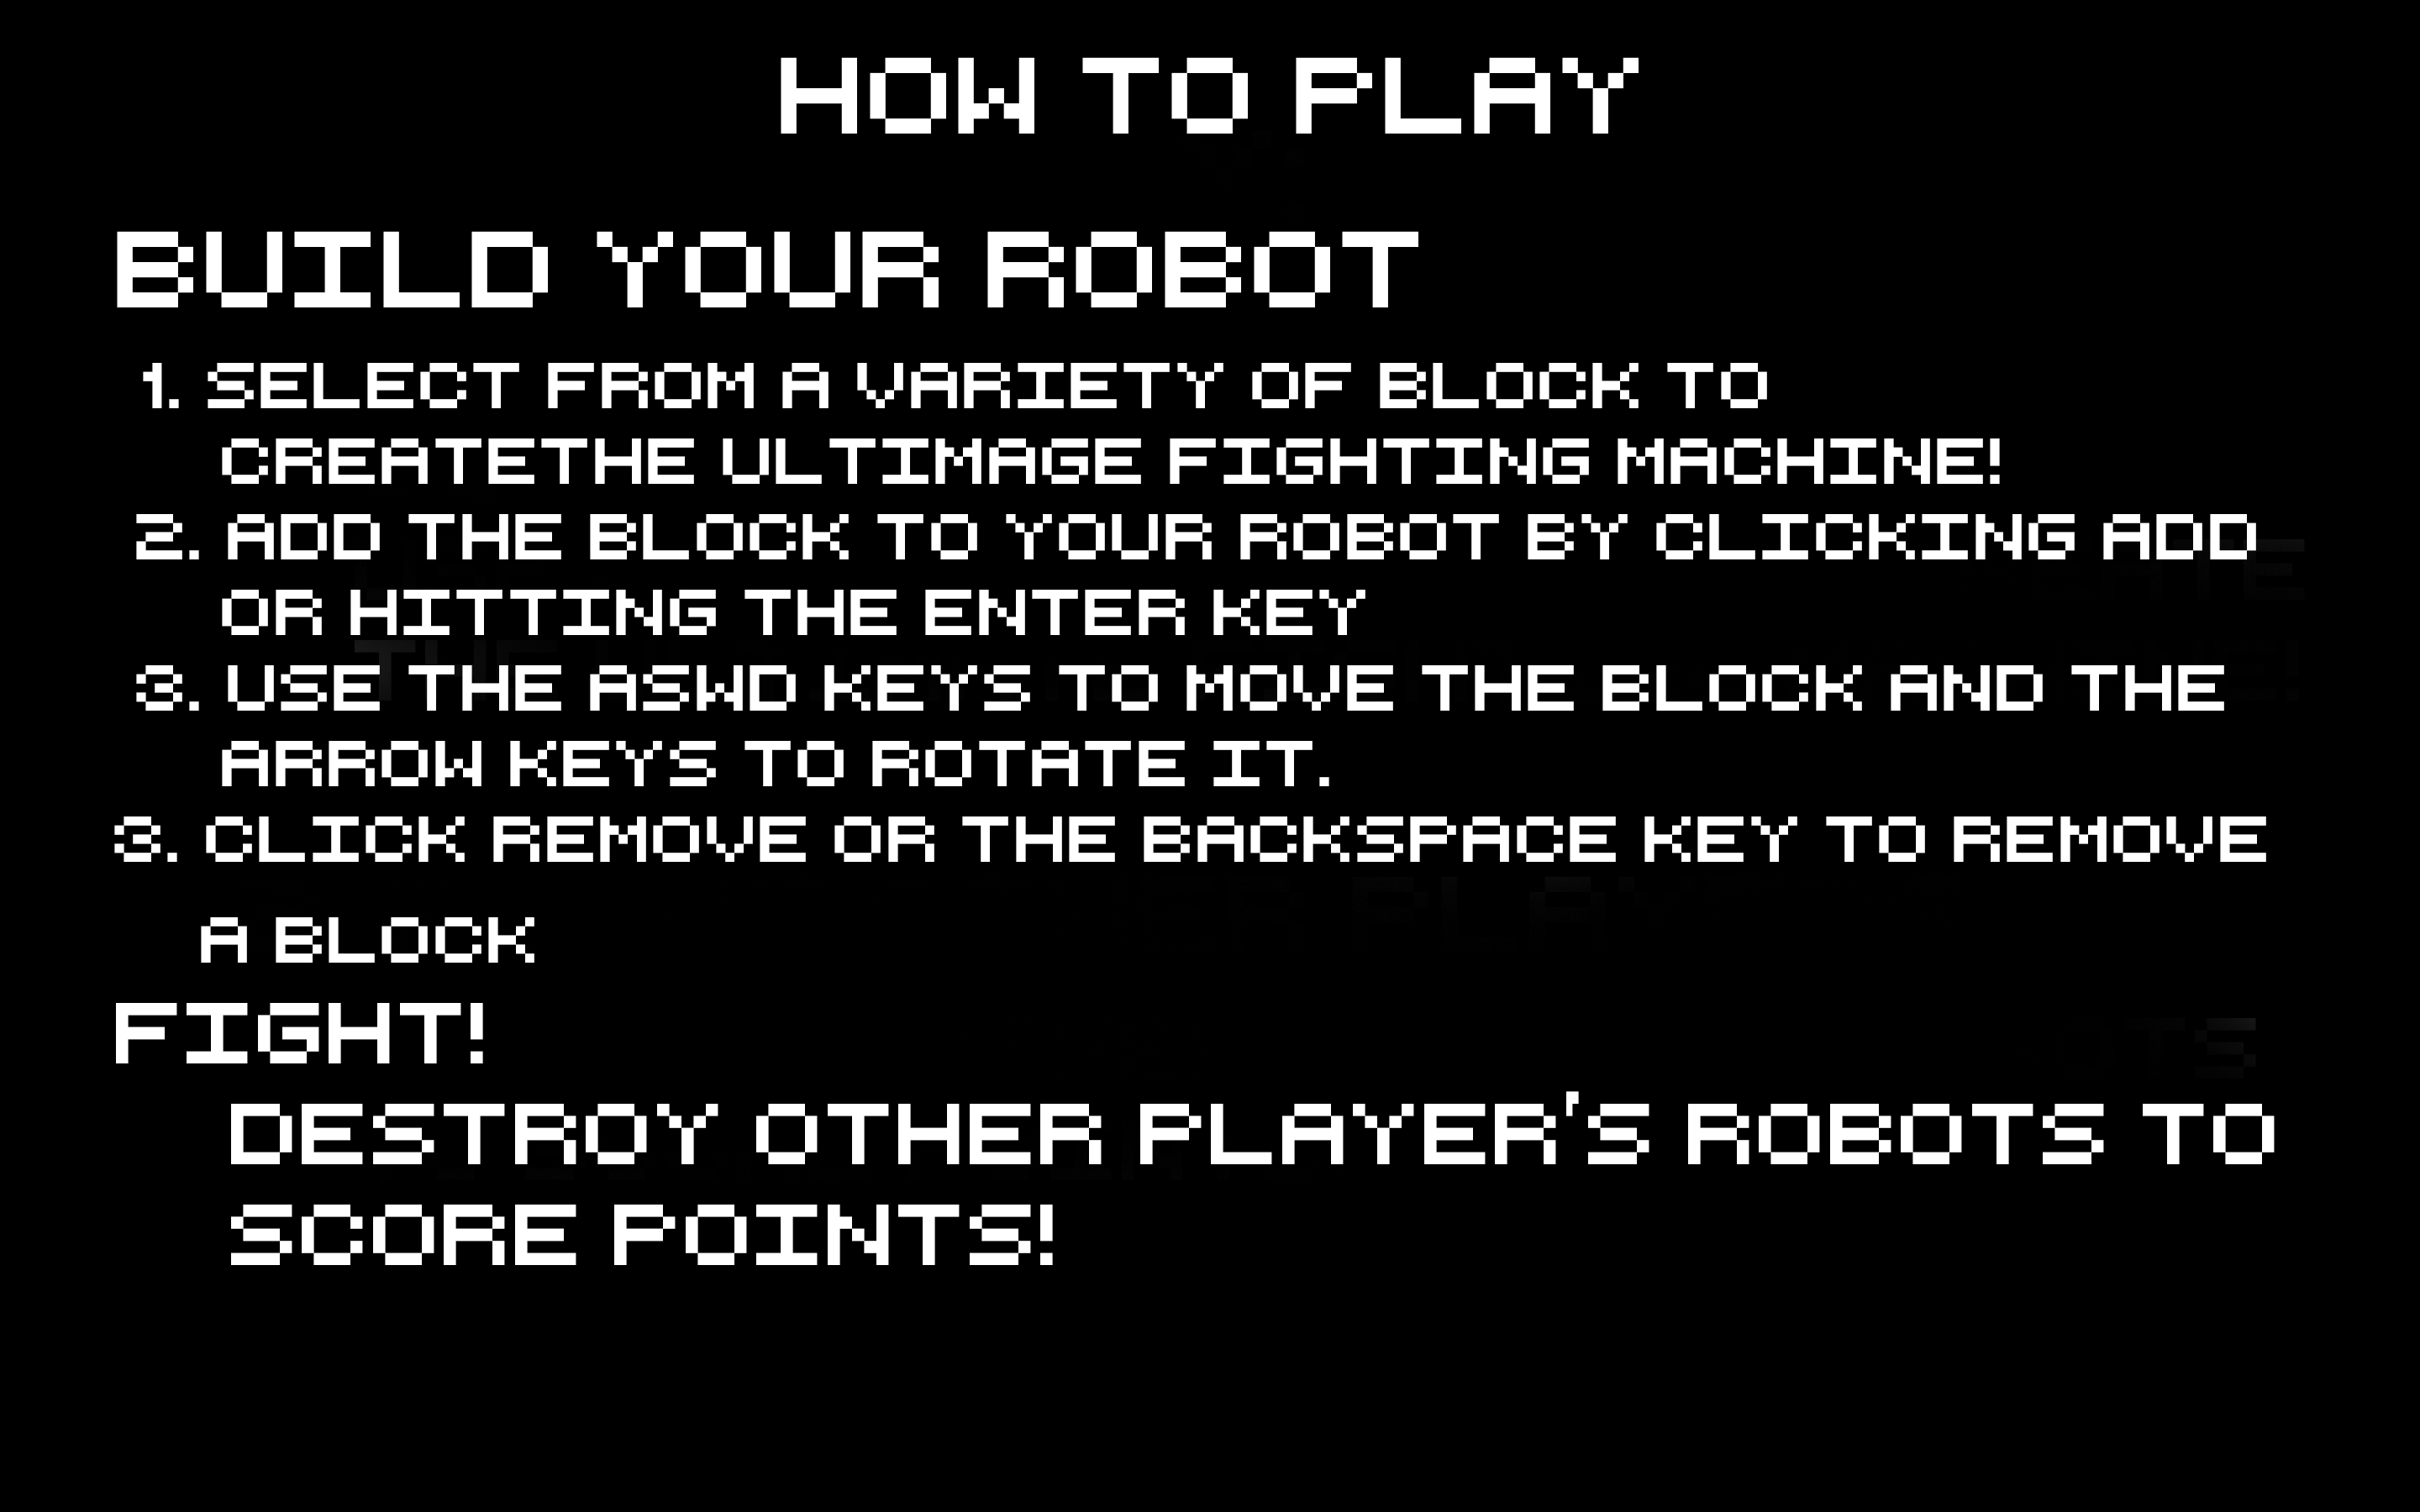 HOW TO PLAY
BUILD YOUR ROBOT
1. SELECT FROM A VARIETY OF BLOCK TO
CREATETHE ULTIMAGE FIGHTING MACHINE!
2. ADD THE BLOCK TO YOUR ROBOT BY CLICKING ADD
OR HITTING THE ENTER KEY
3. USE THE ASWD KEYS TO MOVE THE BLOCK AND THE
ARROW KEYS TO ROTATE IT.
3. CLICK REMOVE OR THE BACKSPACE KEY TO REMOVE
A BLOCK
FIGHT!
DESTROY OTHER PLAYER'S ROBOTS TO
SCORE POINTS!